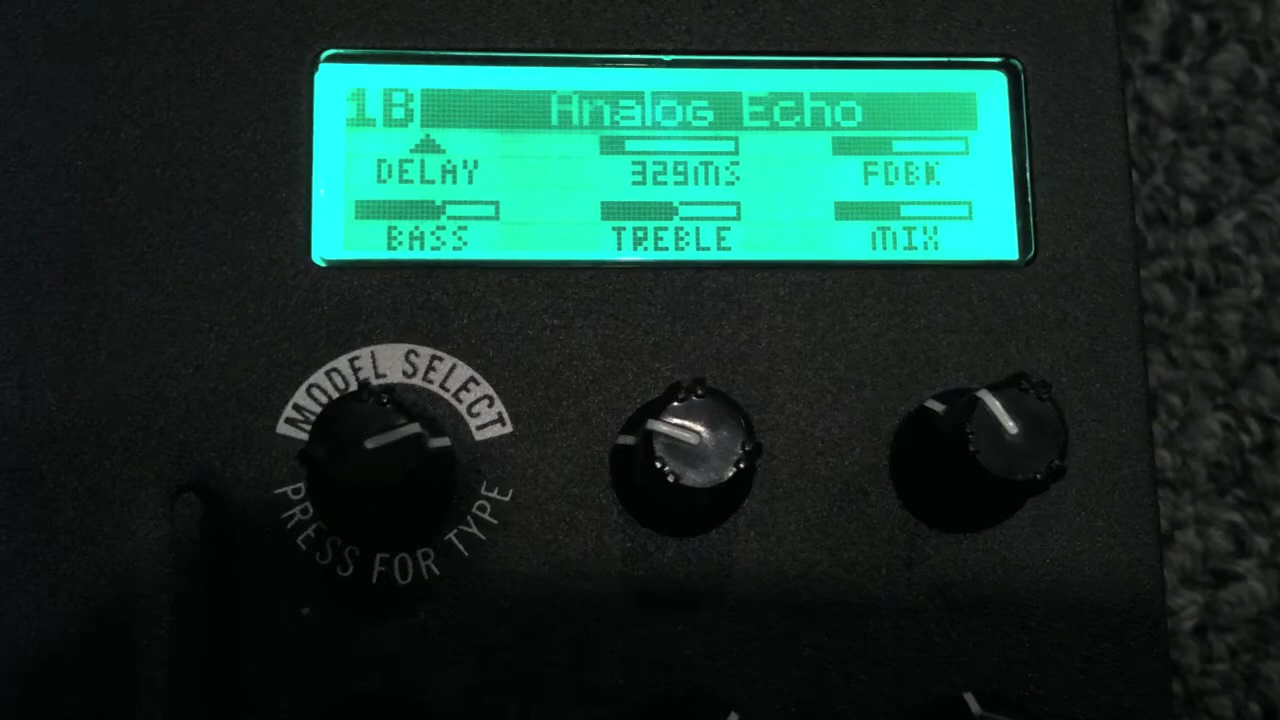 1B Analog Echo
DELAY 329MS FDBK
BASS TREBLE MIX
MODEL SELECT
PRESS FOR TYPE